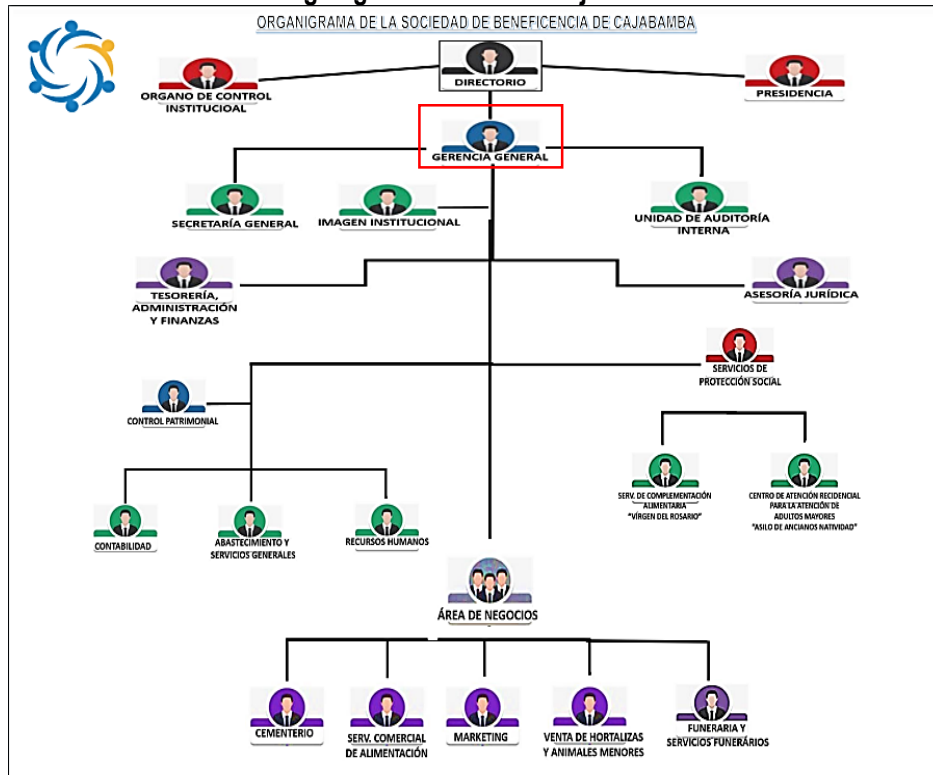 ORGANIGRAMA DE LA SOCIEDAD DE BENEFICENCIA DE CAJABAMBA
DIRECTORIO
ORGANO DE CONTROL
INSTITUCIOAL
PRESIDENCIA
GERENCIA GENERAL
SECRETARÍA GENERAL
IMAGEN INSTITUCIONAL
UNIDAD DE AUDITORÍA
INTERNA
TESORERÍA,
ADMINISTRACIÓN
Y FINANZAS
ASESORÍA JURÍDICA
SERVICIOS DE
PROTECCIÓN SOCIAL
CONTROL PATRIMONIAL
SERV. DE COMPLEMENTACIÓN
ALIMENTARIA
"VÍRGEN DEL ROSARIO"
CENTRO DE ATENCIÓN RECIDENCIAL
PARA LA ATENCIÓN DE
ADULTOS MAYORES
"ASILO DE ANCIANOS NATIVIDAD"
CONTABILIDAD
ABASTECIMIENTO Y
SERVICIOS GENERALES
RECURSOS HUMANOS
ÁREA DE NEGOCIOS
CEMENTERIO
SERV. COMERCIAL
DE ALIMENTACIÓN
MARKETING
VENTA DE HORTALIZAS
Y ANIMALES MENORES
FUNERARIA Y
SERVICIOS FUNERÁRIOS